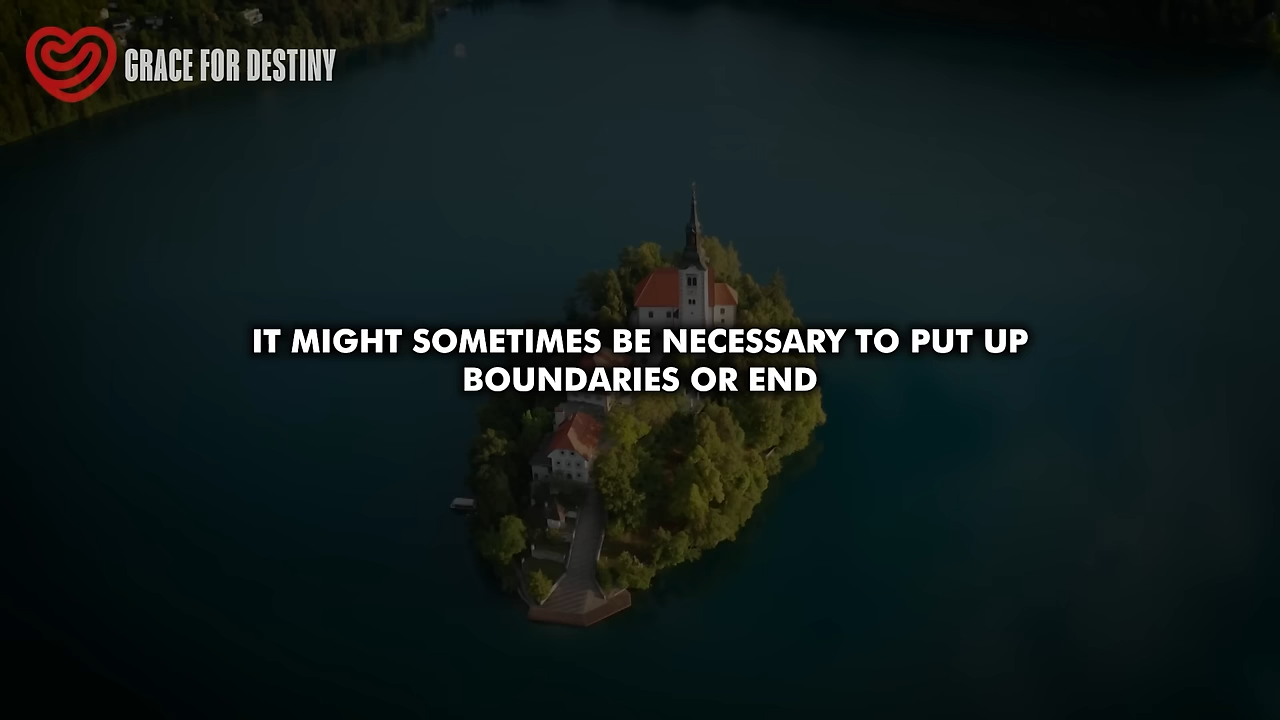 GRACE FOR DESTINY
IT MIGHT SOMETIMES BE NECESSARY TO PUT UP
BOUNDARIES OR END